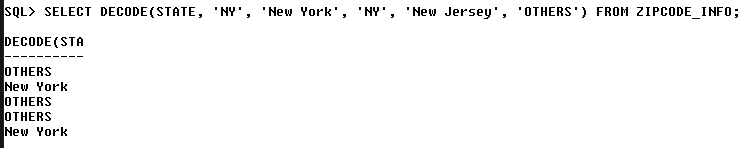 SQL> SELECT DECODE(STATE, 'NY', 'New York', 'NY', 'New Jersey', 'OTHERS') FROM ZIPCODE_INFO;
DECODE(STA
----------
OTHERS
New York
OTHERS
OTHERS
New York